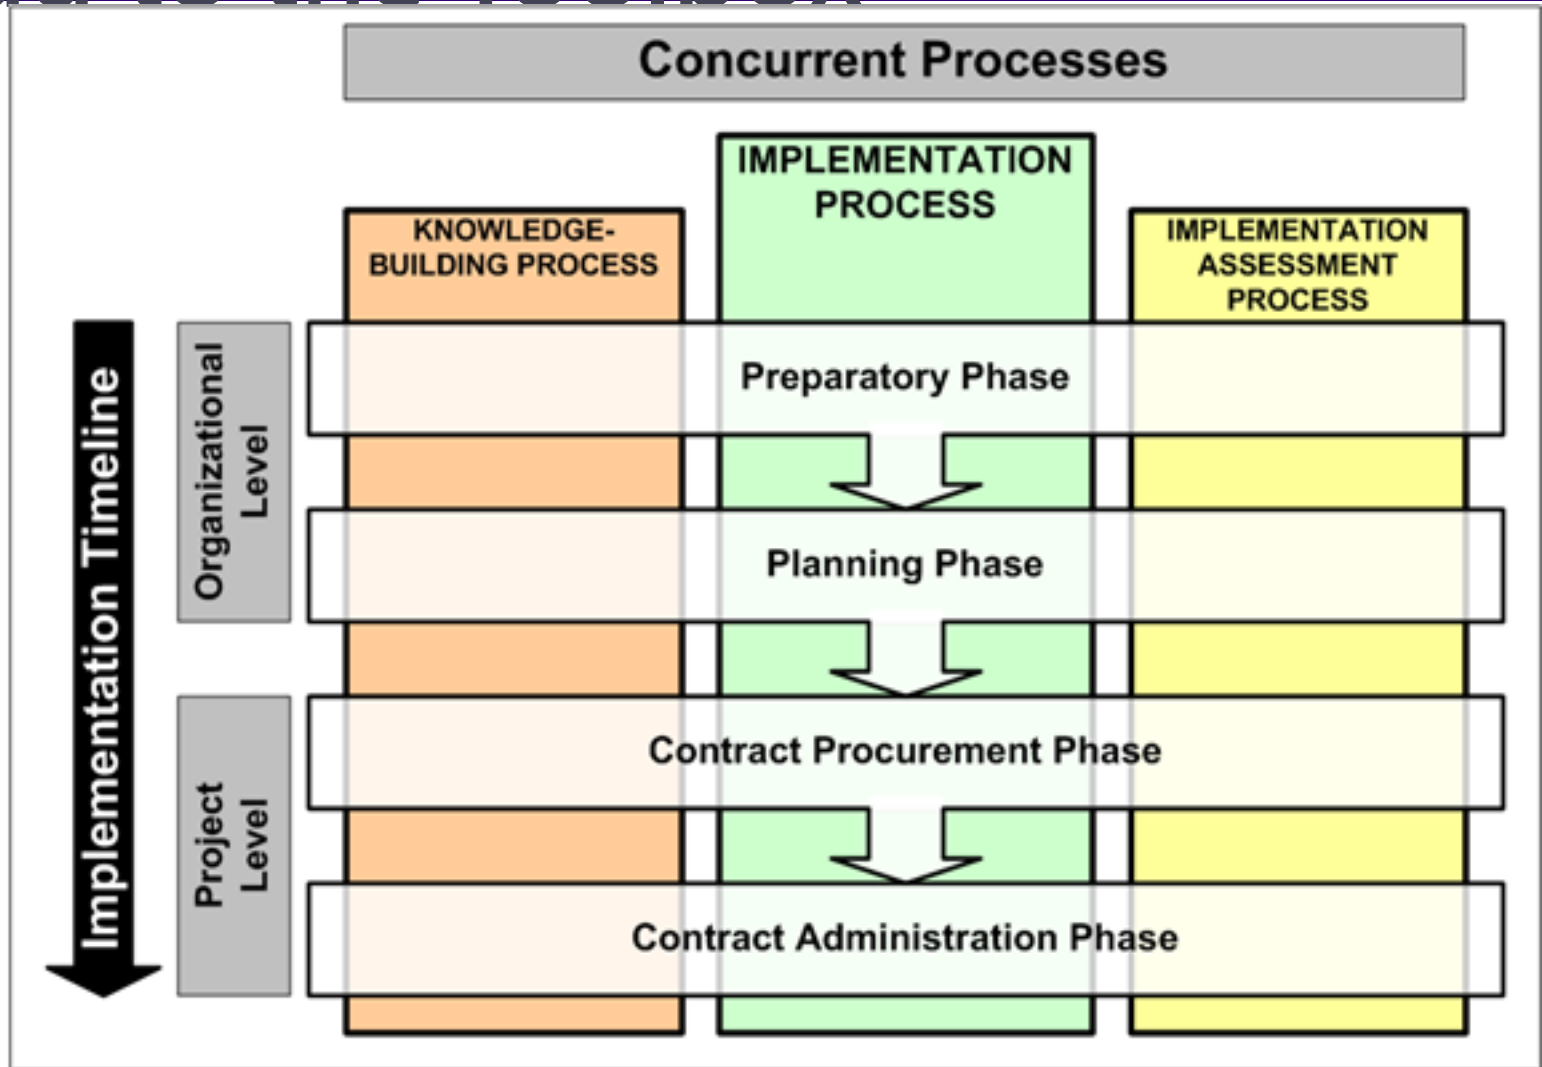 Concurrent Processes
IMPLEMENTATION
PROCESS
KNOWLEDGE-
BUILDING PROCESS
IMPLEMENTATION
ASSESSMENT
PROCESS
Implementation Timeline
Organizational
Level
Preparatory Phase
Planning Phase
Project
Level
Contract Procurement Phase
Contract Administration Phase